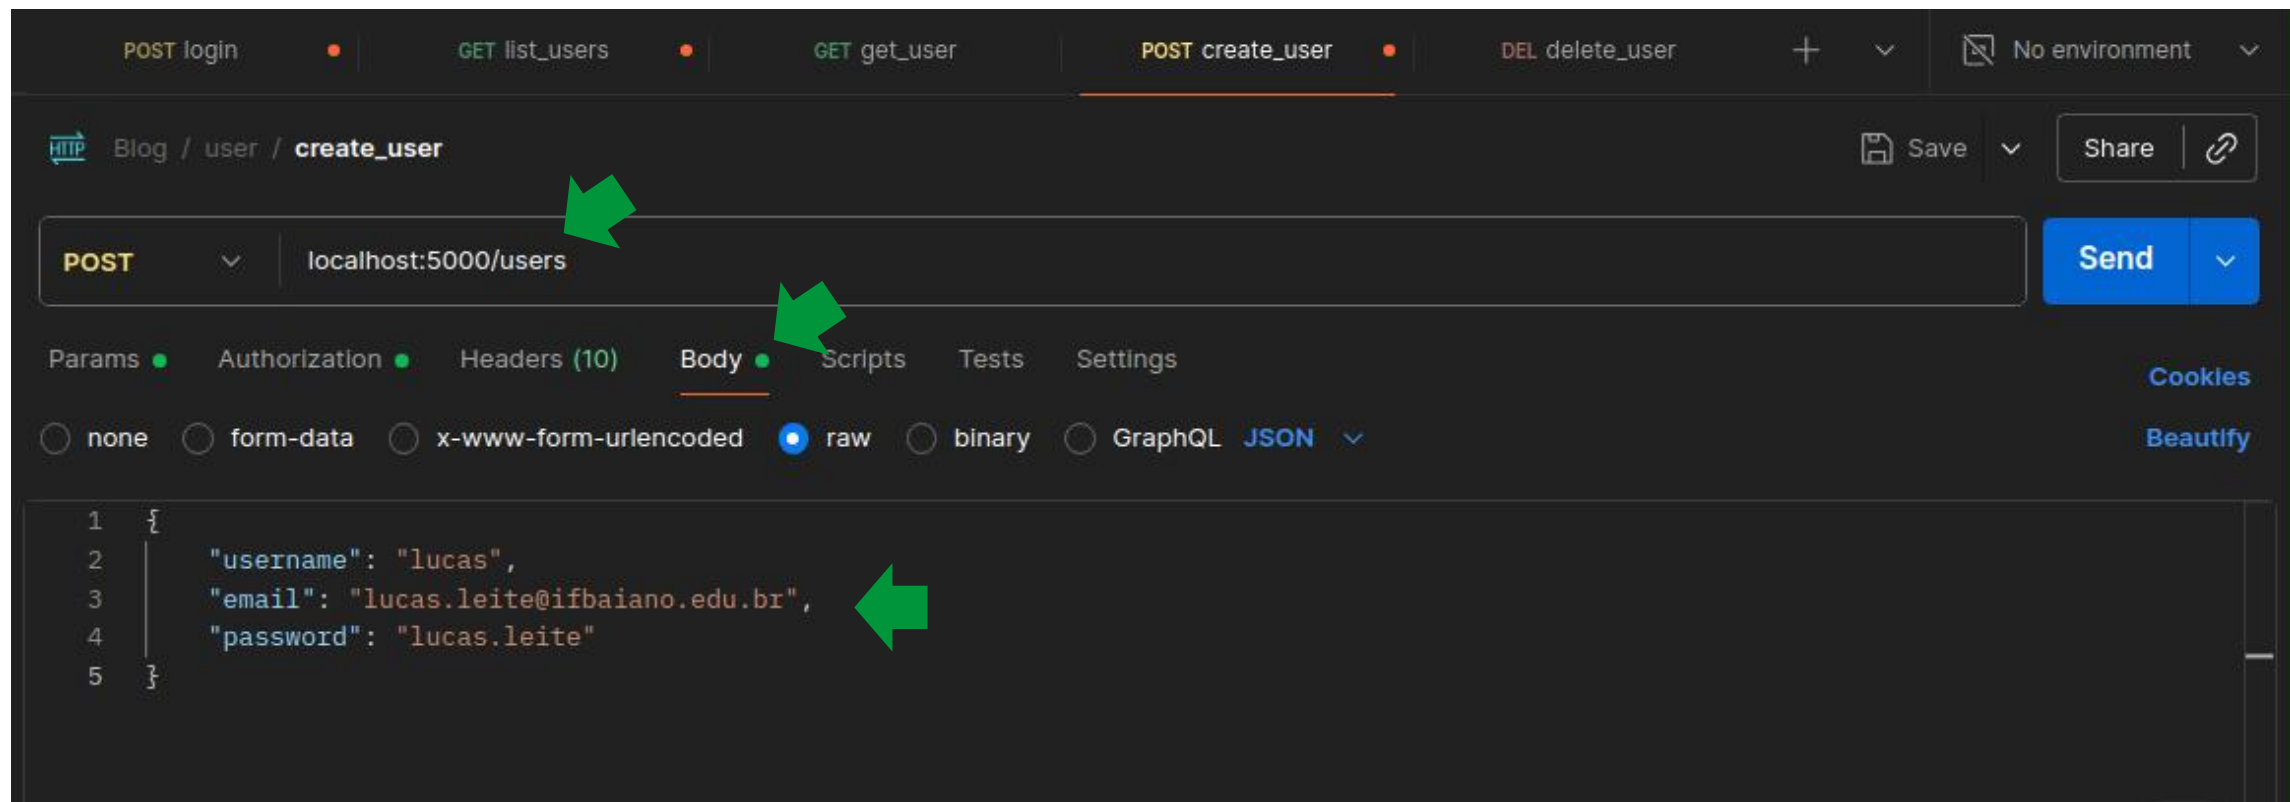 POST login GET list_users GET get_user POST create_user DEL delete_user No environment
HTTP Blog / user / create_user Save Share
POST localhost:5000/users Send
Params Authorization Headers (10) Body Scripts Tests Settings Cookies
none form-data x-www-form-urlencoded raw binary GraphQL JSON Beautify
1 {
2 "username": "lucas",
3 "email": "lucas.leite@ifbaiano.edu.br",
4 "password": "lucas.leite"
5 }